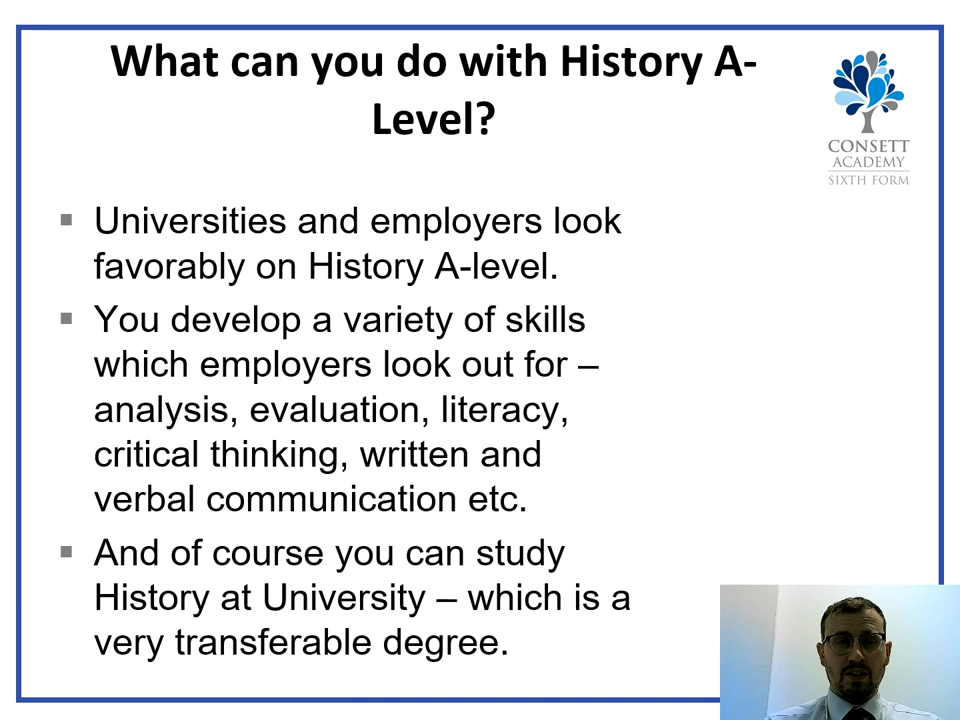 What can you do with History A-
Level?
CONSETT
ACADEMY
SIXTH FORM
▪ Universities and employers look
favorably on History A-level.
▪ You develop a variety of skills
which employers look out for –
analysis, evaluation, literacy,
critical thinking, written and
verbal communication etc.
▪ And of course you can study
History at University – which is a
very transferable degree.